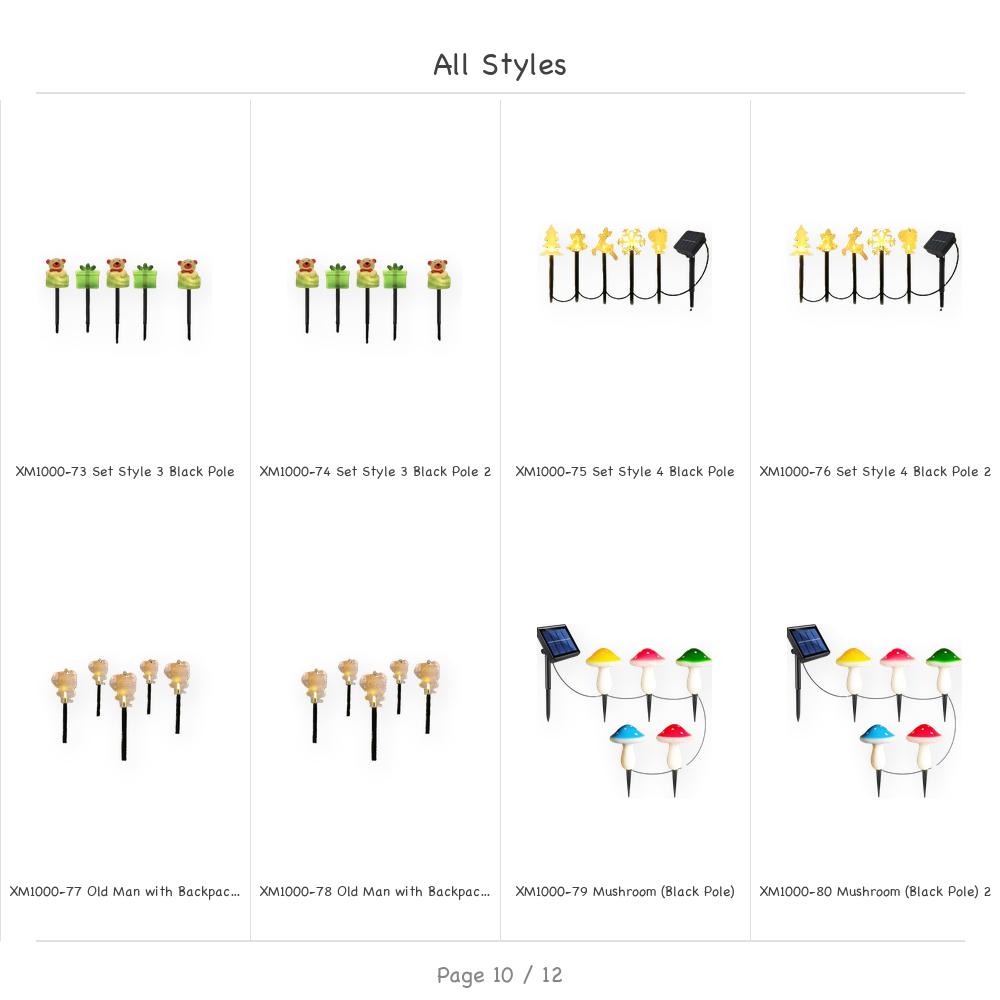 All Styles
XM1000-73 Set Style 3 Black Pole
XM1000-74 Set Style 3 Black Pole 2
XM1000-75 Set Style 4 Black Pole
XM1000-76 Set Style 4 Black Pole 2
XM1000-77 Old Man with Backpac...
XM1000-78 Old Man with Backpac...
XM1000-79 Mushroom (Black Pole)
XM1000-80 Mushroom (Black Pole) 2
Page 10 / 12